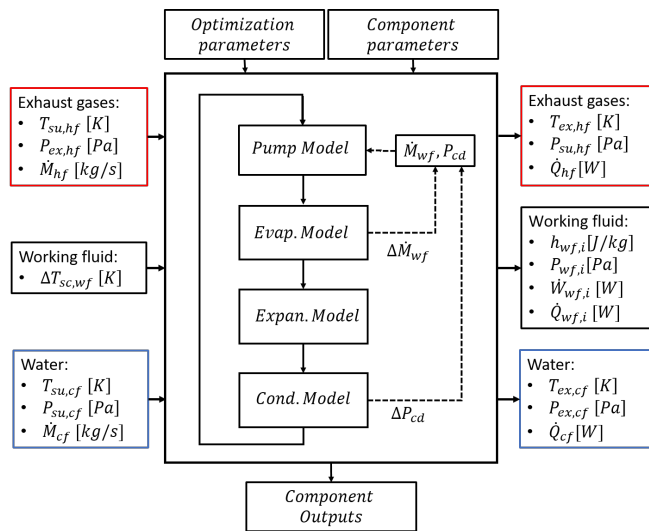 Optimization
parameters
Component
parameters
Exhaust gases:
• T_{su,hf} [K]
• P_{ex,hf} [Pa]
• Ṁ_{hf} [kg/s]
Working fluid:
• ΔT_{sc,wf} [K]
Water:
• T_{su,cf} [K]
• P_{su,cf} [Pa]
• Ṁ_{cf} [kg/s]
Pump Model
Ṁ_{wf}, P_{cd}
Evap. Model
ΔṀ_{wf}
Expan. Model
Cond. Model
ΔP_{cd}
Exhaust gases:
• T_{ex,hf} [K]
• P_{su,hf} [Pa]
• Q̇_{hf} [W]
Working fluid:
• h_{wf,i} [J/kg]
• P_{wf,i} [Pa]
• Ẇ_{wf,i} [W]
• Q̇_{wf,i} [W]
Water:
• T_{ex,cf} [K]
• P_{ex,cf} [Pa]
• Q̇_{cf} [W]
Component
Outputs